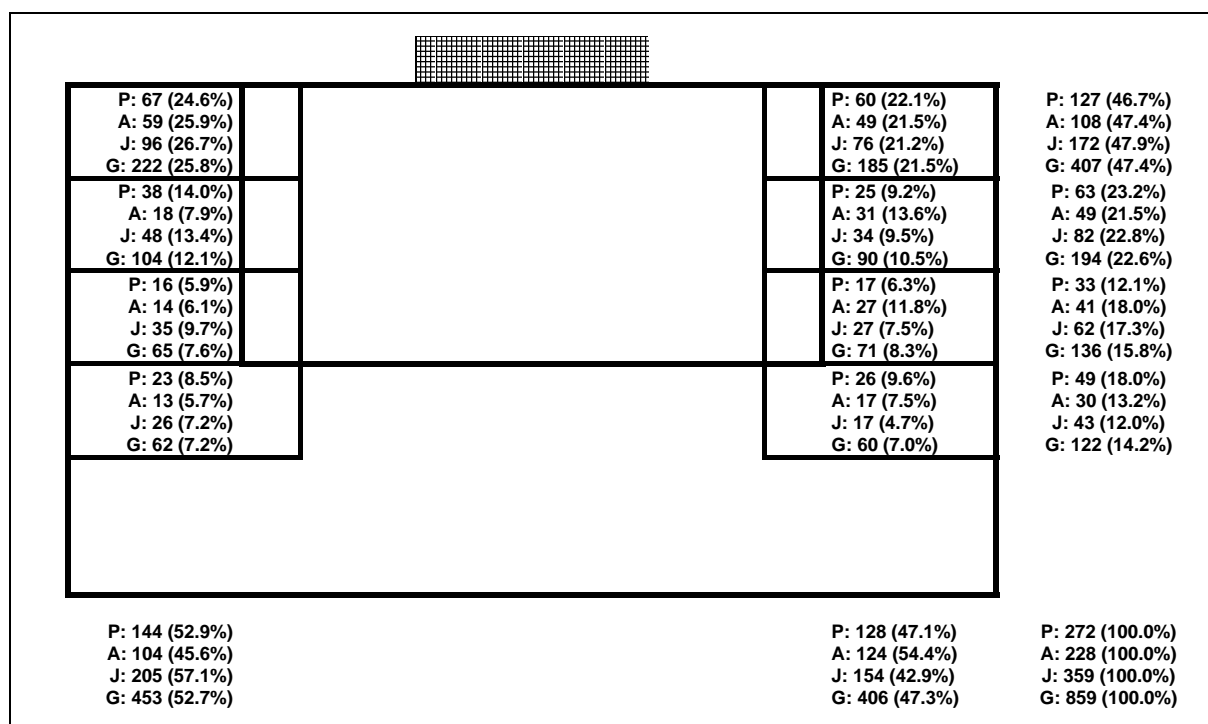 P: 67 (24.6%) P: 60 (22.1%) P: 127 (46.7%)
A: 59 (25.9%) A: 49 (21.5%) A: 108 (47.4%)
J: 96 (26.7%) J: 76 (21.2%) J: 172 (47.9%)
G: 222 (25.8%) G: 185 (21.5%) G: 407 (47.4%)
P: 38 (14.0%) P: 25 (9.2%) P: 63 (23.2%)
A: 18 (7.9%) A: 31 (13.6%) A: 49 (21.5%)
J: 48 (13.4%) J: 34 (9.5%) J: 82 (22.8%)
G: 104 (12.1%) G: 90 (10.5%) G: 194 (22.6%)
P: 16 (5.9%) P: 17 (6.3%) P: 33 (12.1%)
A: 14 (6.1%) A: 27 (11.8%) A: 41 (18.0%)
J: 35 (9.7%) J: 27 (7.5%) J: 62 (17.3%)
G: 65 (7.6%) G: 71 (8.3%) G: 136 (15.8%)
P: 23 (8.5%) P: 26 (9.6%) P: 49 (18.0%)
A: 13 (5.7%) A: 17 (7.5%) A: 30 (13.2%)
J: 26 (7.2%) J: 17 (4.7%) J: 43 (12.0%)
G: 62 (7.2%) G: 60 (7.0%) G: 122 (14.2%)
P: 144 (52.9%) P: 128 (47.1%) P: 272 (100.0%)
A: 104 (45.6%) A: 124 (54.4%) A: 228 (100.0%)
J: 205 (57.1%) J: 154 (42.9%) J: 359 (100.0%)
G: 453 (52.7%) G: 406 (47.3%) G: 859 (100.0%)